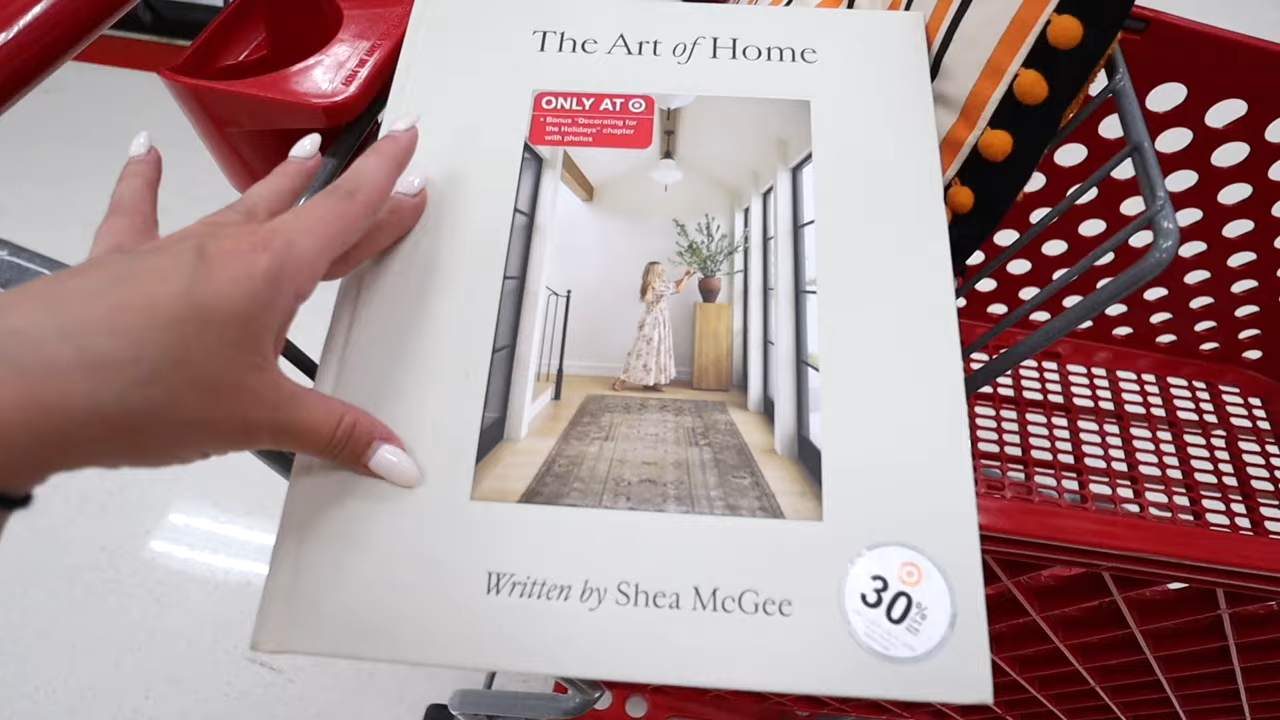 The Art of Home
ONLY AT
• Bonus "Decorating for
the Holidays" chapter
with photos
Written by Shea McGee
30%